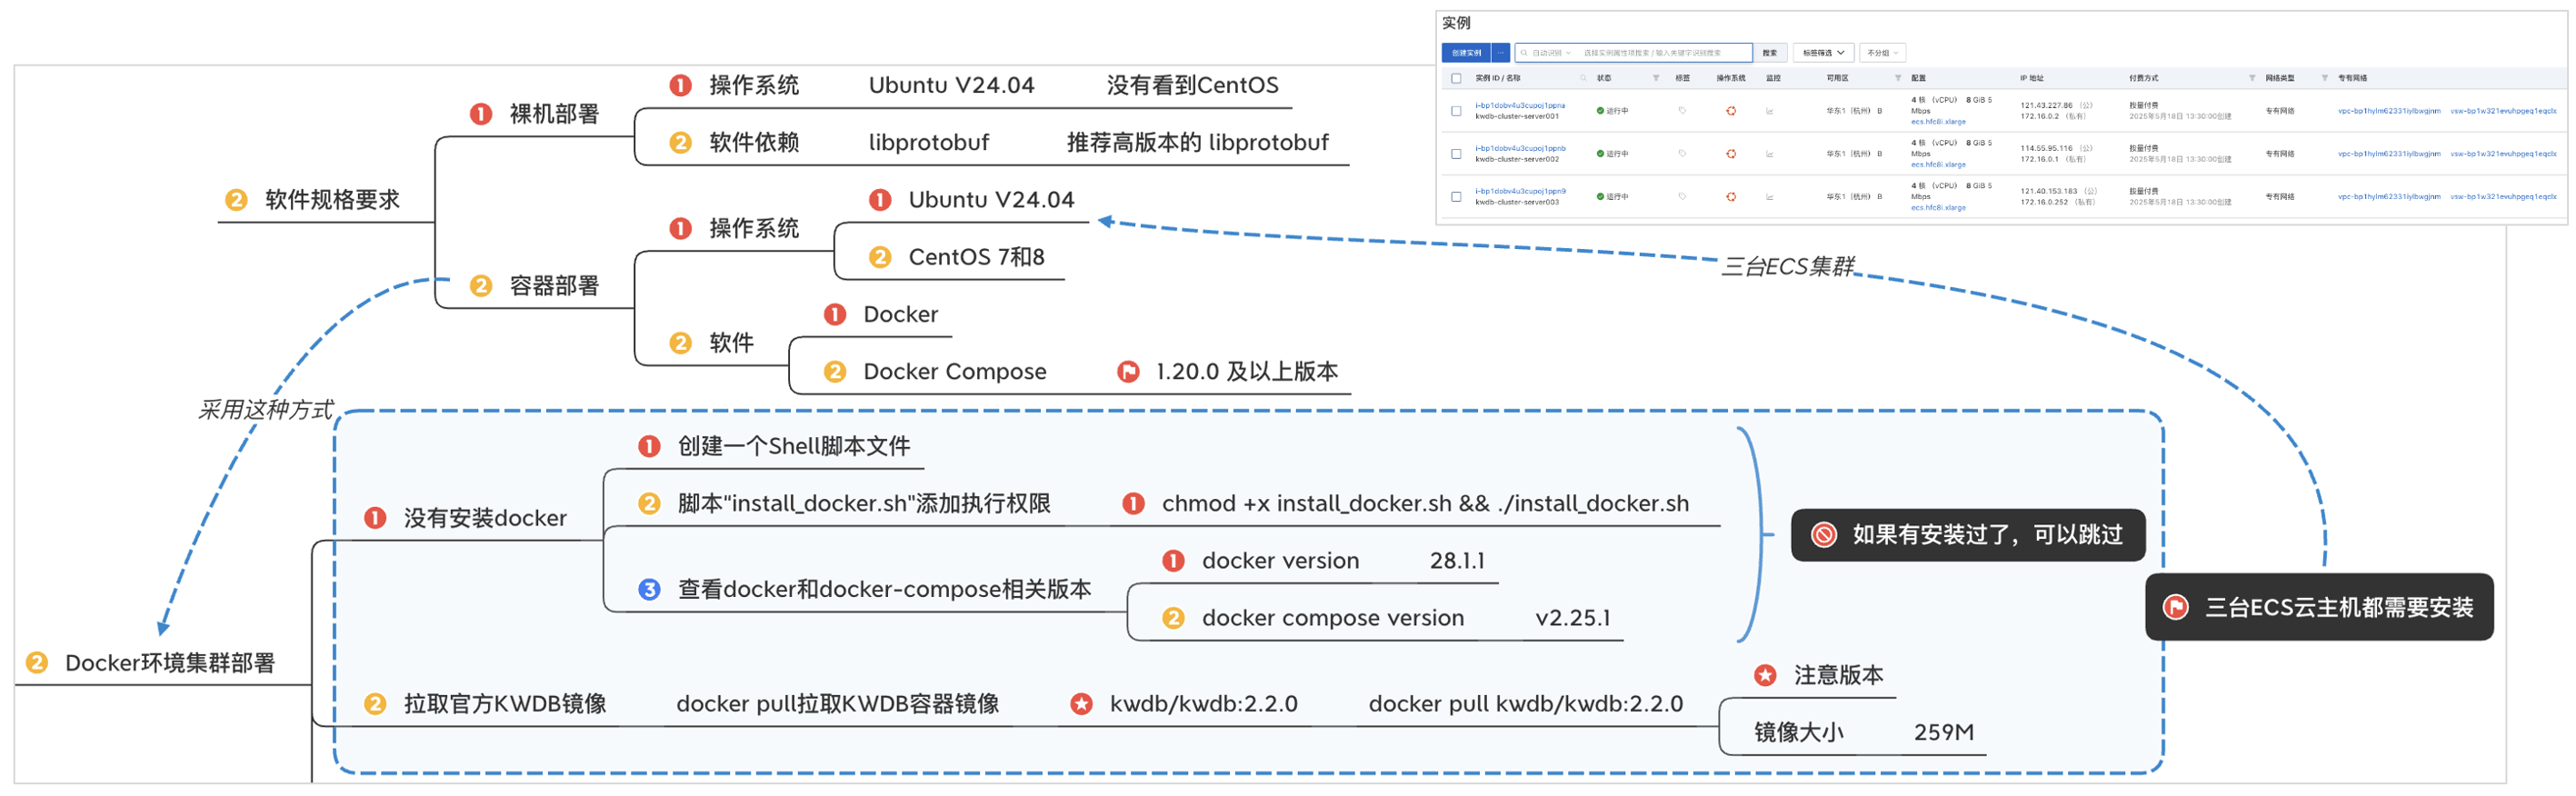 实例
创建实例 ··· 自动识别 选择实例属性项搜索 / 输入关键字识别搜索 搜索 标签筛选 不分组
实例 ID / 名称 状态 标签 操作系统 监控 可用区 配置 IP 地址 付费方式 网络类型 专有网络
i-bp1dobv4u3cupoj1ppna 运行中 华东1（杭州） B 4 核 （vCPU） 8 GiB 5 Mbps 121.43.227.86 （公） 按量付费 专有网络 vpc-bp1hylm62331iylbwgjnm vsw-bp1w321evuhpgeq1eqclx
kwdb-cluster-server001 ecs.hfc8i.xlarge 172.16.0.2 （私有） 2025年5月18日 13:30:00创建
i-bp1dobv4u3cupoj1ppnb 运行中 华东1（杭州） B 4 核 （vCPU） 8 GiB 5 Mbps 114.55.95.116 （公） 按量付费 专有网络 vpc-bp1hylm62331iylbwgjnm vsw-bp1w321evuhpgeq1eqclx
kwdb-cluster-server002 ecs.hfc8i.xlarge 172.16.0.1 （私有） 2025年5月18日 13:30:00创建
i-bp1dobv4u3cupoj1ppn9 运行中 华东1（杭州） B 4 核 （vCPU） 8 GiB 5 Mbps 121.40.153.183 （公） 按量付费 专有网络 vpc-bp1hylm62331iylbwgjnm vsw-bp1w321evuhpgeq1eqclx
kwdb-cluster-server003 ecs.hfc8i.xlarge 172.16.0.252 （私有） 2025年5月18日 13:30:00创建
2 软件规格要求
1 裸机部署
1 操作系统 Ubuntu V24.04 没有看到CentOS
2 软件依赖 libprotobuf 推荐高版本的 libprotobuf
2 容器部署
1 操作系统
1 Ubuntu V24.04
2 CentOS 7和8
2 软件
1 Docker
2 Docker Compose 1.20.0 及以上版本
三台ECS集群
采用这种方式
2 Docker环境集群部署
1 没有安装docker
1 创建一个Shell脚本文件
2 脚本"install_docker.sh"添加执行权限 1 chmod +x install_docker.sh && ./install_docker.sh
3 查看docker和docker-compose相关版本
1 docker version 28.1.1
2 docker compose version v2.25.1
如果有安装过了，可以跳过
三台ECS云主机都需要安装
2 拉取官方KWDB镜像 docker pull拉取KWDB容器镜像 kwdb/kwdb:2.2.0 docker pull kwdb/kwdb:2.2.0
注意版本
镜像大小 259M